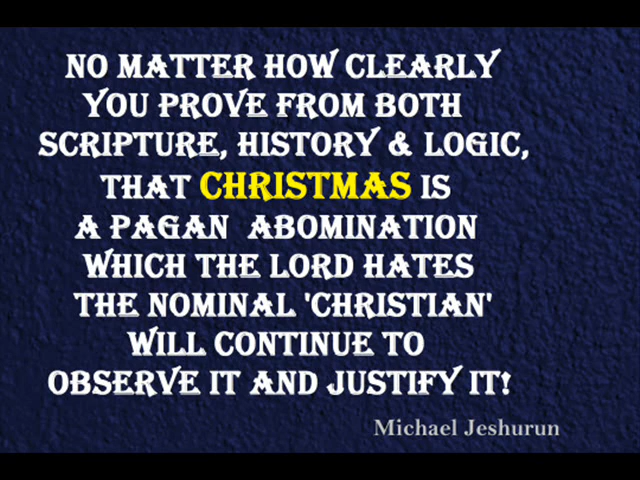 NO MATTER HOW CLEARLY
YOU PROVE FROM BOTH
SCRIPTURE, HISTORY & LOGIC,
THAT CHRISTMAS IS
A PAGAN ABOMINATION
WHICH THE LORD HATES
THE NOMINAL 'CHRISTIAN'
WILL CONTINUE TO
OBSERVE IT AND JUSTIFY IT!
Michael Jeshurun